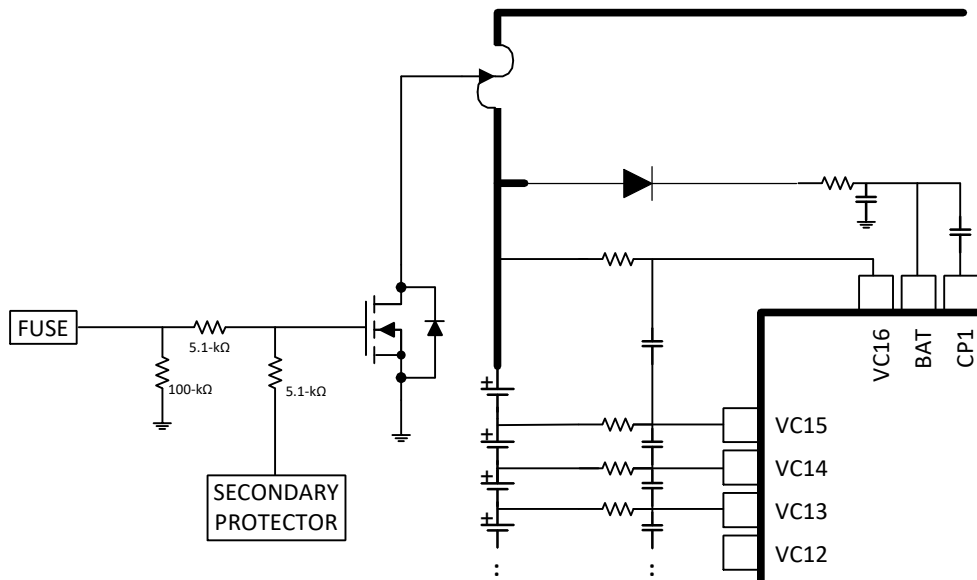 FUSE
5.1-kΩ
100-kΩ
5.1-kΩ
SECONDARY
PROTECTOR
+
+
+
+
VC16
BAT
CP1
VC15
VC14
VC13
VC12
:
: